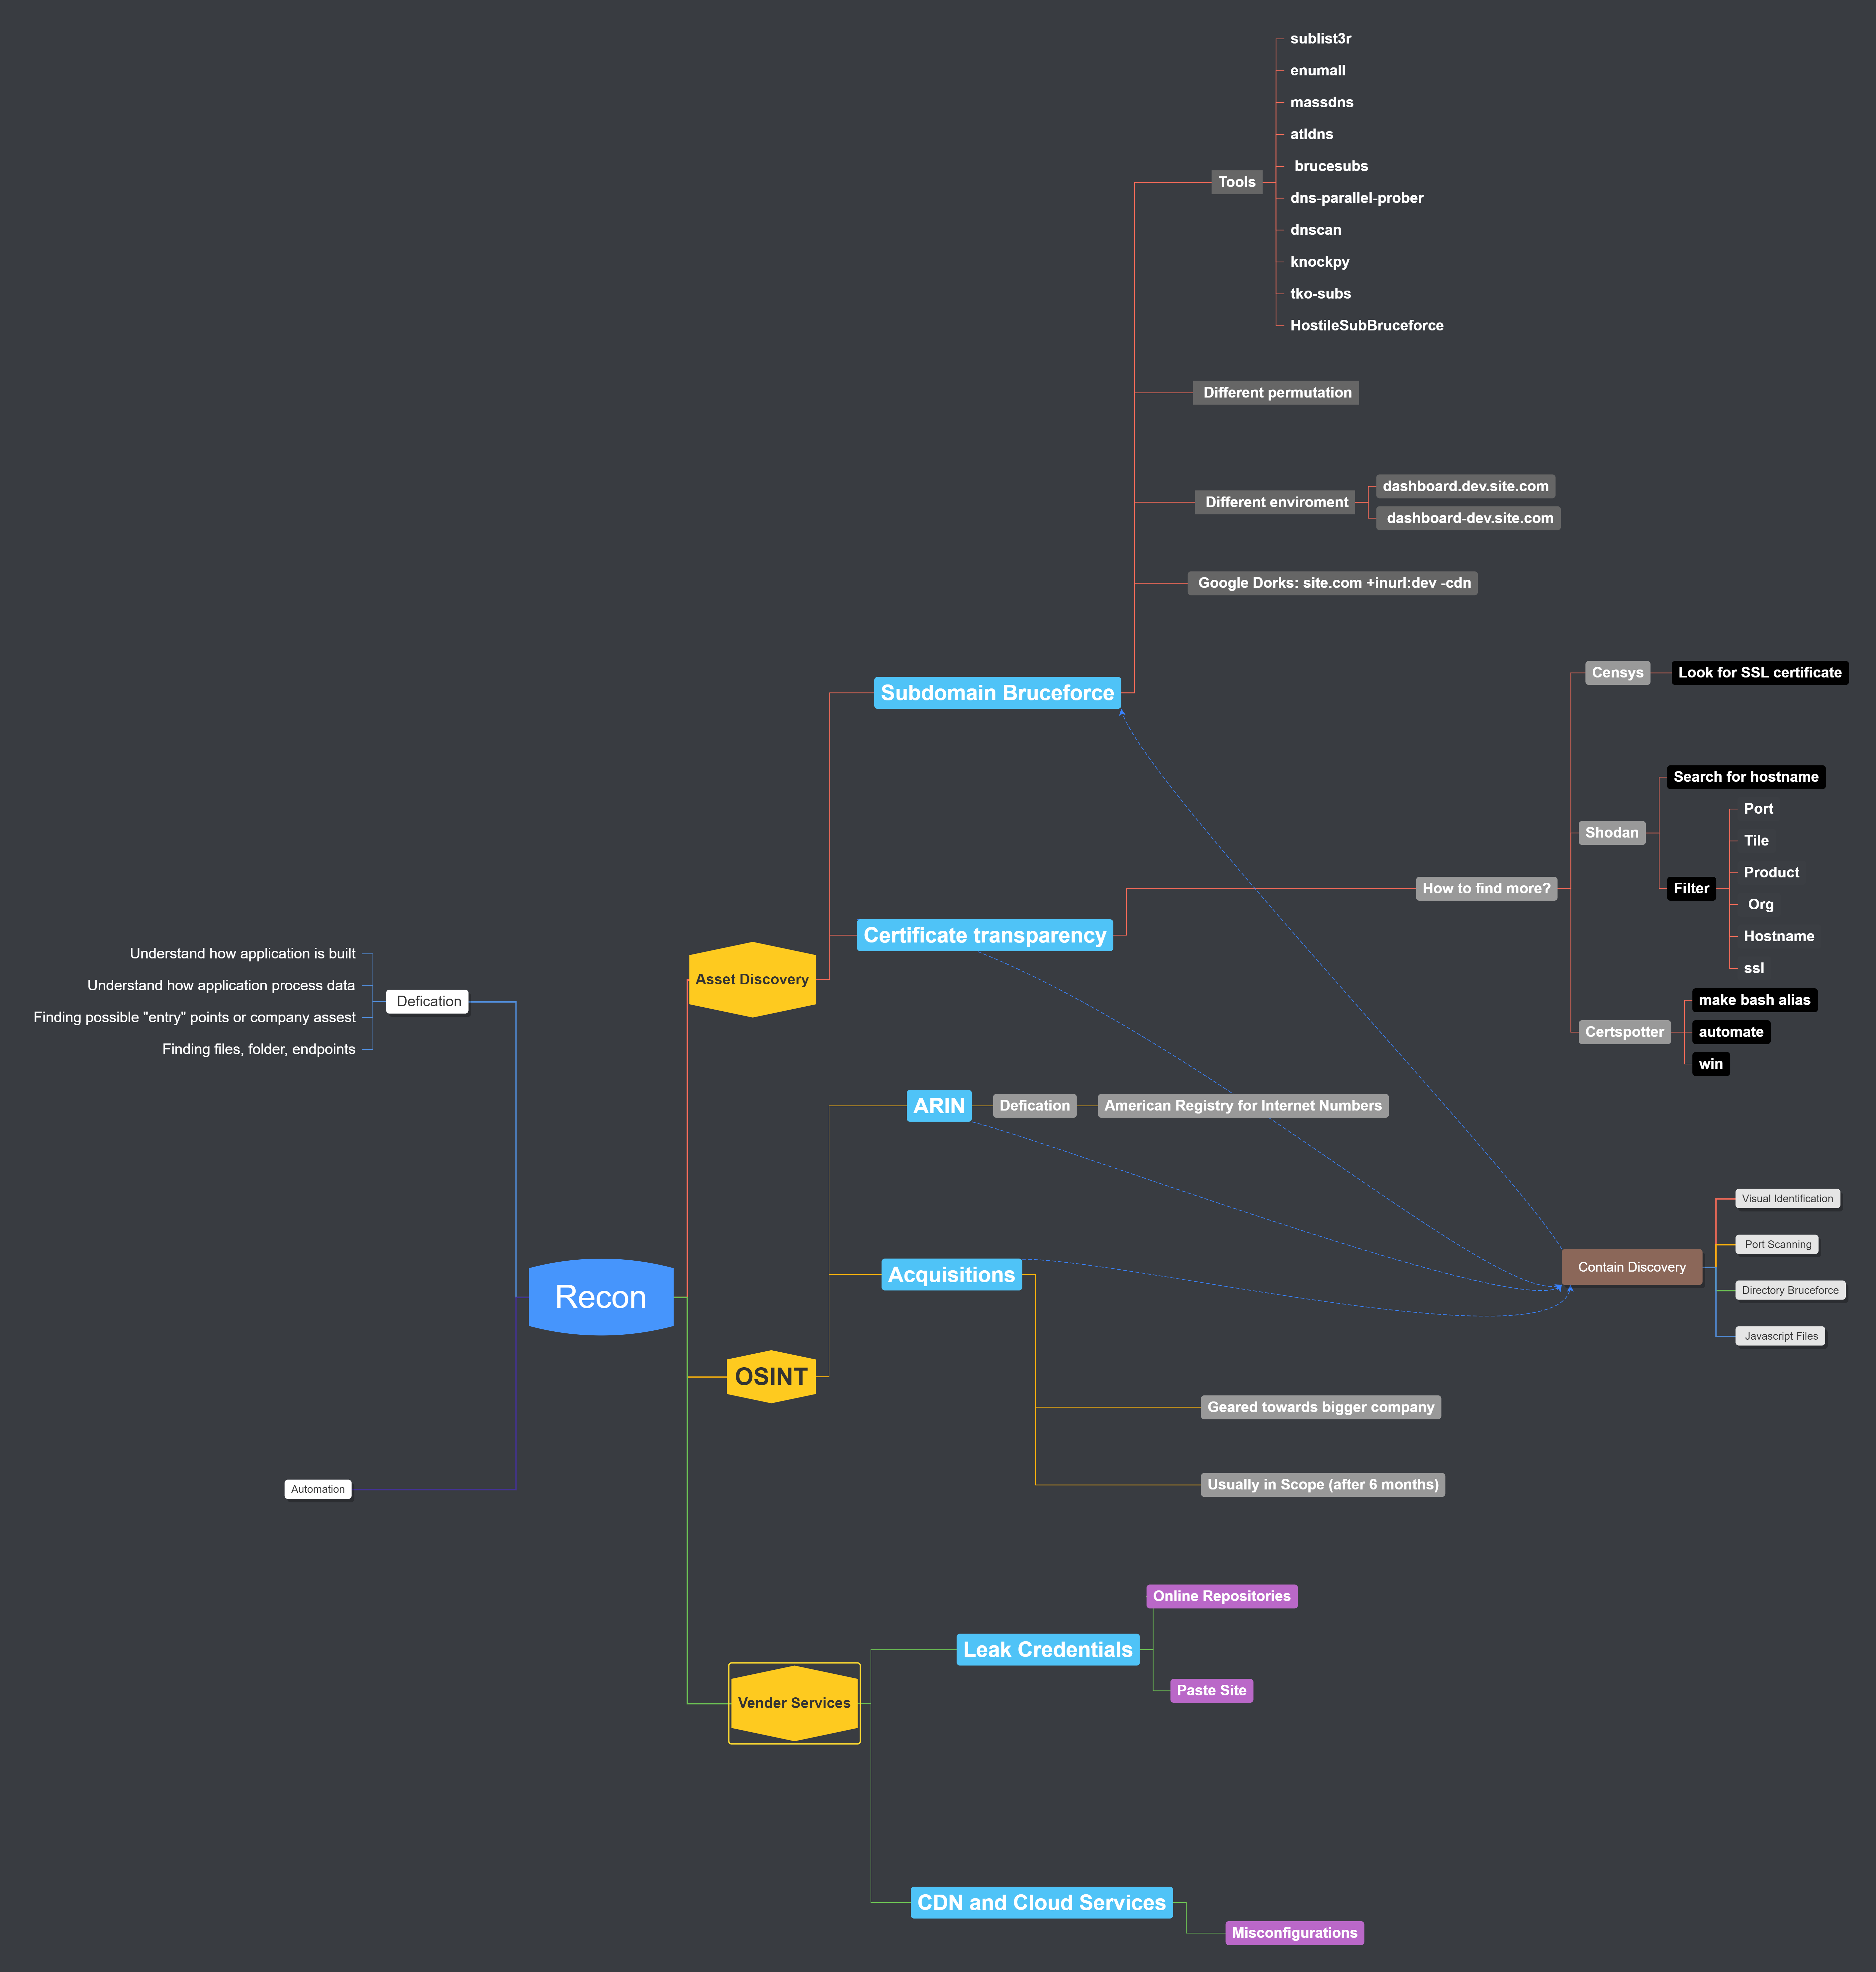 sublist3r
enumall
massdns
atldns
brucesubs
Tools
dns-parallel-prober
dnscan
knockpy
tko-subs
HostileSubBruceforce
Different permutation
Different enviroment
dashboard.dev.site.com
dashboard-dev.site.com
Google Dorks: site.com +inurl:dev -cdn
Subdomain Bruceforce
Censys
Look for SSL certificate
Shodan
Search for hostname
Filter
Port
Tile
Product
Org
Hostname
ssl
How to find more?
Certspotter
make bash alias
automate
win
Certificate transparency
Asset Discovery
Defication
Understand how application is built
Understand how application process data
Finding possible "entry" points or company assest
Finding files, folder, endpoints
ARIN
Defication
American Registry for Internet Numbers
Acquisitions
Geared towards bigger company
Usually in Scope (after 6 months)
Contain Discovery
Visual Identification
Port Scanning
Directory Bruceforce
Javascript Files
Recon
OSINT
Automation
Vender Services
Leak Credentials
Online Repositories
Paste Site
CDN and Cloud Services
Misconfigurations